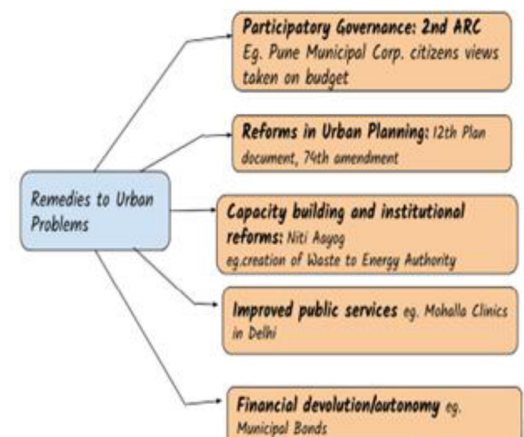 Participatory Governance: 2nd ARC
Eg. Pune Municipal Corp. citizens views
taken on budget
Reforms in Urban Planning: 12th Plan
document, 74th amendment
Remedies to Urban
Problems
Capacity building and institutional
reforms: Niti Aayog
eg.creation of Waste to Energy Authority
Improved public services eg. Mohalla Clinics
in Delhi
Financial devolution/autonomy eg.
Municipal Bonds